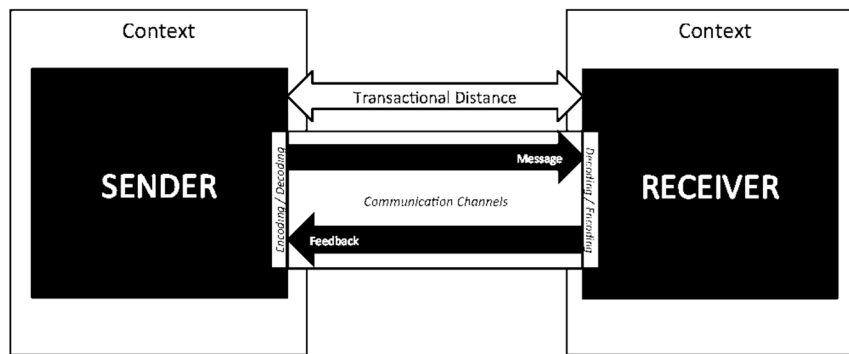 Context
Context
Transactional Distance
SENDER
Encoding / Decoding
Message
Communication Channels
Feedback
Decoding / Encoding
RECEIVER